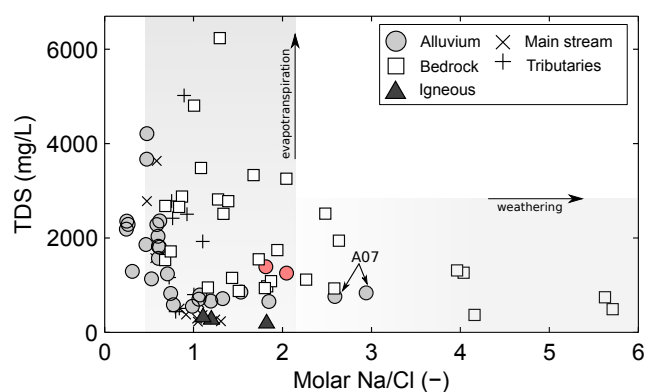 6000
4000
2000
0
TDS (mg/L)
0 1 2 3 4 5 6
Molar Na/Cl (−)
evapotranspiration
weathering
A07
Alluvium Main stream
Bedrock Tributaries
Igneous